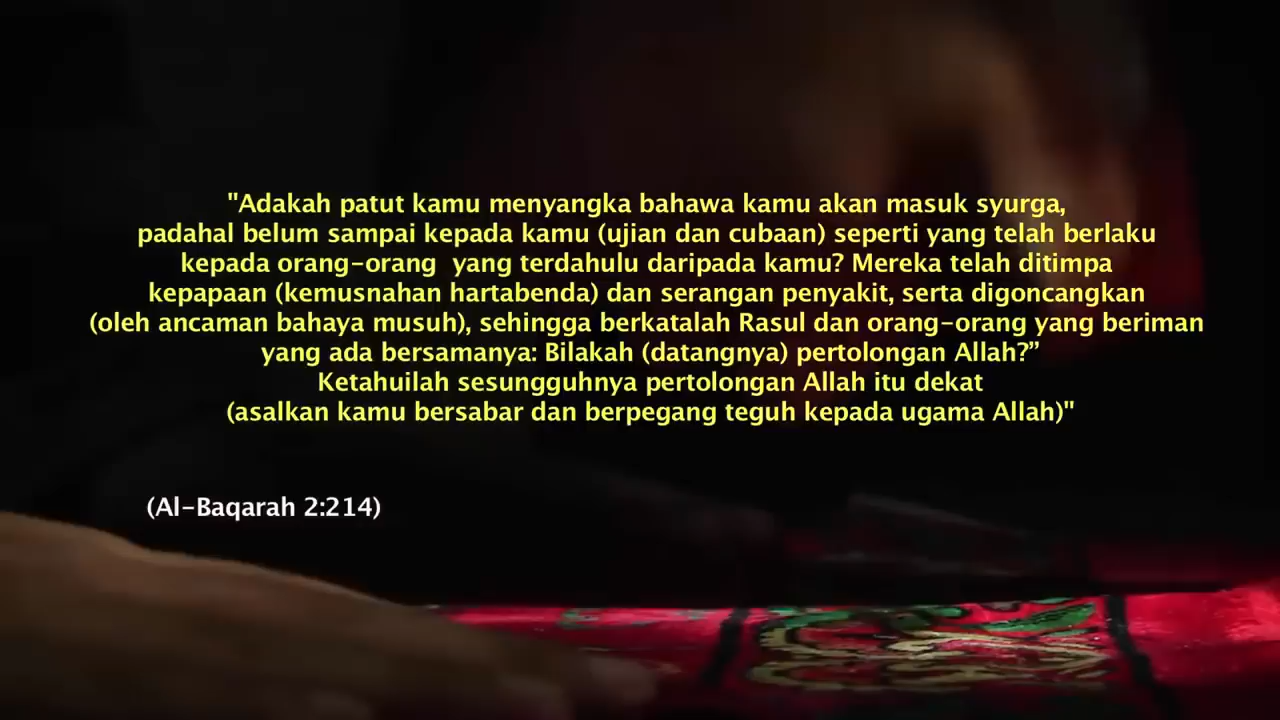 "Adakah patut kamu menyangka bahawa kamu akan masuk syurga,
padahal belum sampai kepada kamu (ujian dan cubaan) seperti yang telah berlaku
kepada orang-orang  yang terdahulu daripada kamu? Mereka telah ditimpa
kepapaan (kemusnahan hartabenda) dan serangan penyakit, serta digoncangkan
(oleh ancaman bahaya musuh), sehingga berkatalah Rasul dan orang-orang yang beriman
yang ada bersamanya: Bilakah (datangnya) pertolongan Allah?”
Ketahuilah sesungguhnya pertolongan Allah itu dekat
(asalkan kamu bersabar dan berpegang teguh kepada ugama Allah)"
(Al-Baqarah 2:214)